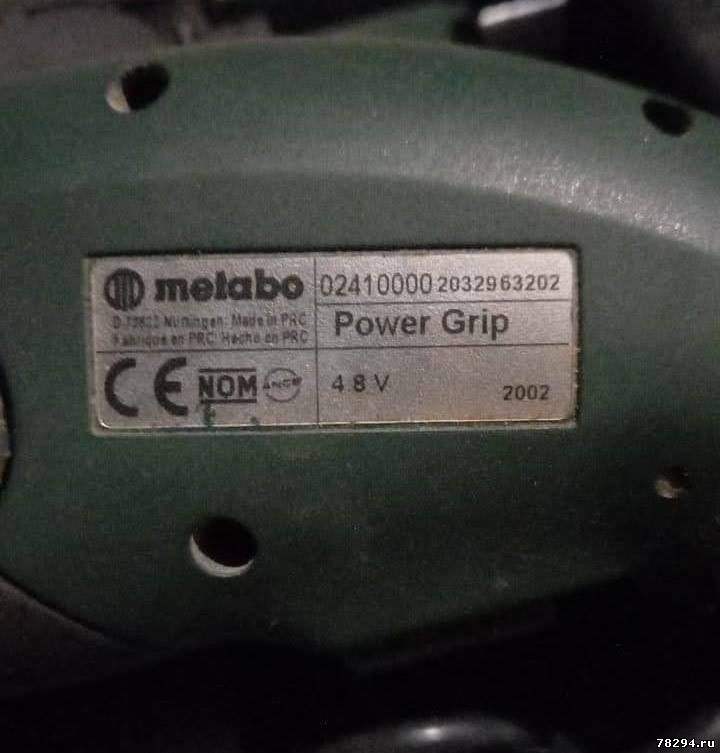 metabo
02410000 2032963202
D-72622 Nürtingen Made in PRC
Fabriqué en PRC Hecho en PRC
Power Grip
CE NOM ANCE
4 8 V
2002
78294.ru